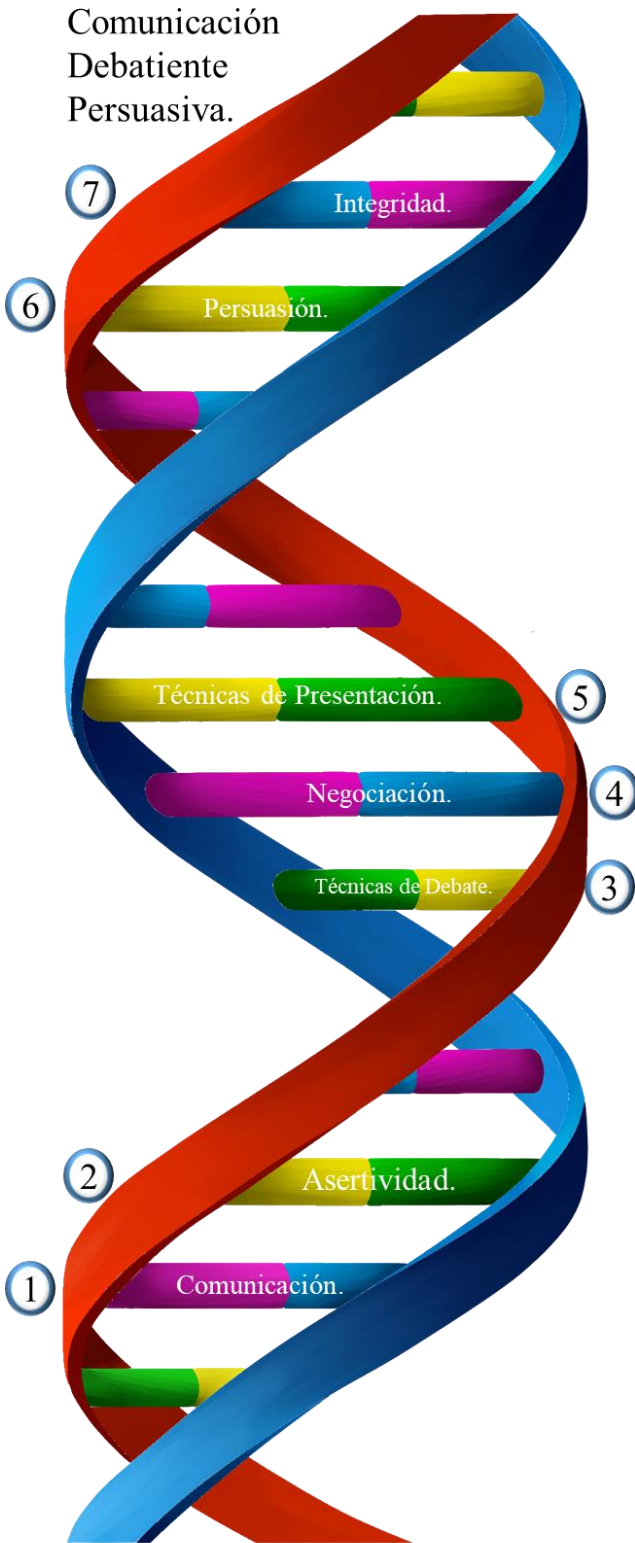 Comunicación
Debatiente
Persuasiva.
7
Integridad.
6
Persuasión.
Técnicas de Presentación.
5
Negociación.
4
Técnicas de Debate.
3
2
Asertividad.
1
Comunicación.